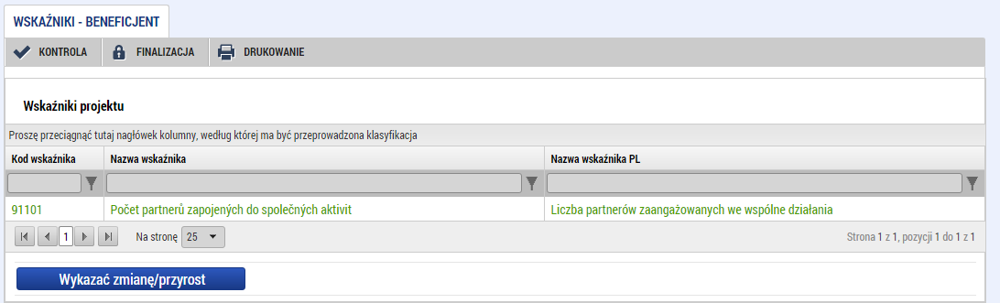 WSKAŹNIKI - BENEFICJENT
KONTROLA FINALIZACJA DRUKOWANIE
Wskaźniki projektu
Proszę przeciągnąć tutaj nagłówek kolumny, według której ma być przeprowadzona klasyfikacja
Kod wskaźnika Nazwa wskaźnika Nazwa wskaźnika PL
91101 Počet partnerů zapojených do společných aktivit Liczba partnerów zaangażowanych we wspólne działania
1 Na stronę 25 Strona 1 z 1, pozycji 1 do 1 z 1
Wykazać zmianę/przyrost